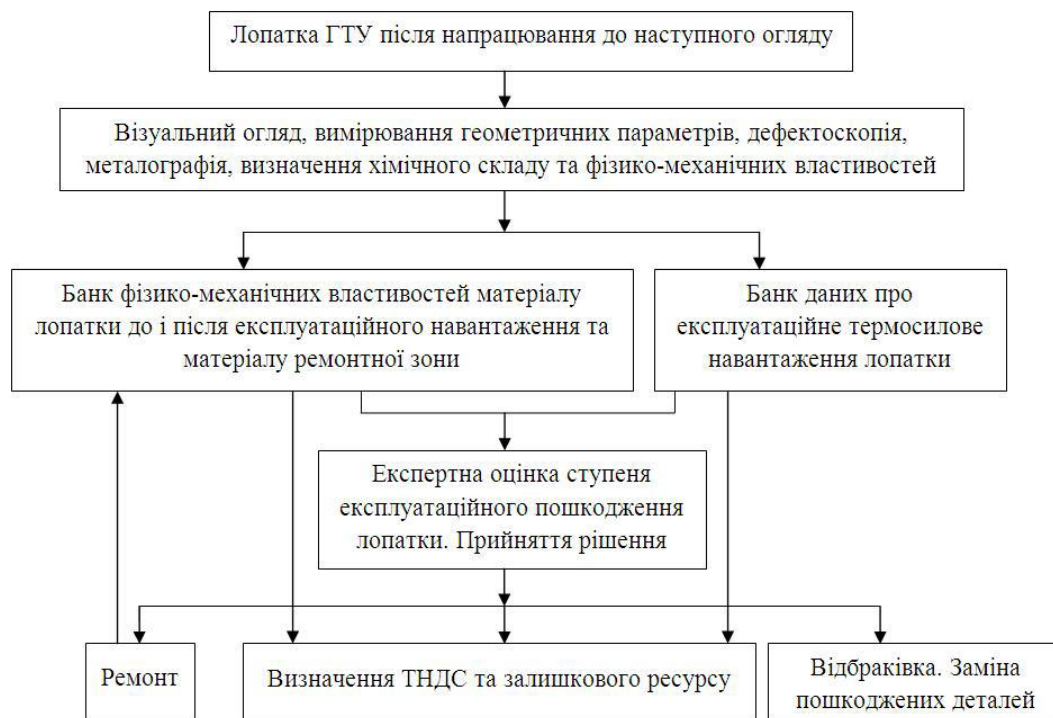 Лопатка ГТУ після напрацювання до наступного огляду
Візуальний огляд, вимірювання геометричних параметрів, дефектоскопія,
металографія, визначення хімічного складу та фізико-механічних властивостей
Банк фізико-механічних властивостей матеріалу
лопатки до і після експлуатаційного навантаження та
матеріалу ремонтної зони
Банк даних про
експлуатаційне термосилове
навантаження лопатки
Експертна оцінка ступеня
експлуатаційного пошкодження
лопатки. Прийняття рішення
Ремонт
Визначення ТНДС та залишкового ресурсу
Відбраківка. Заміна
пошкоджених деталей